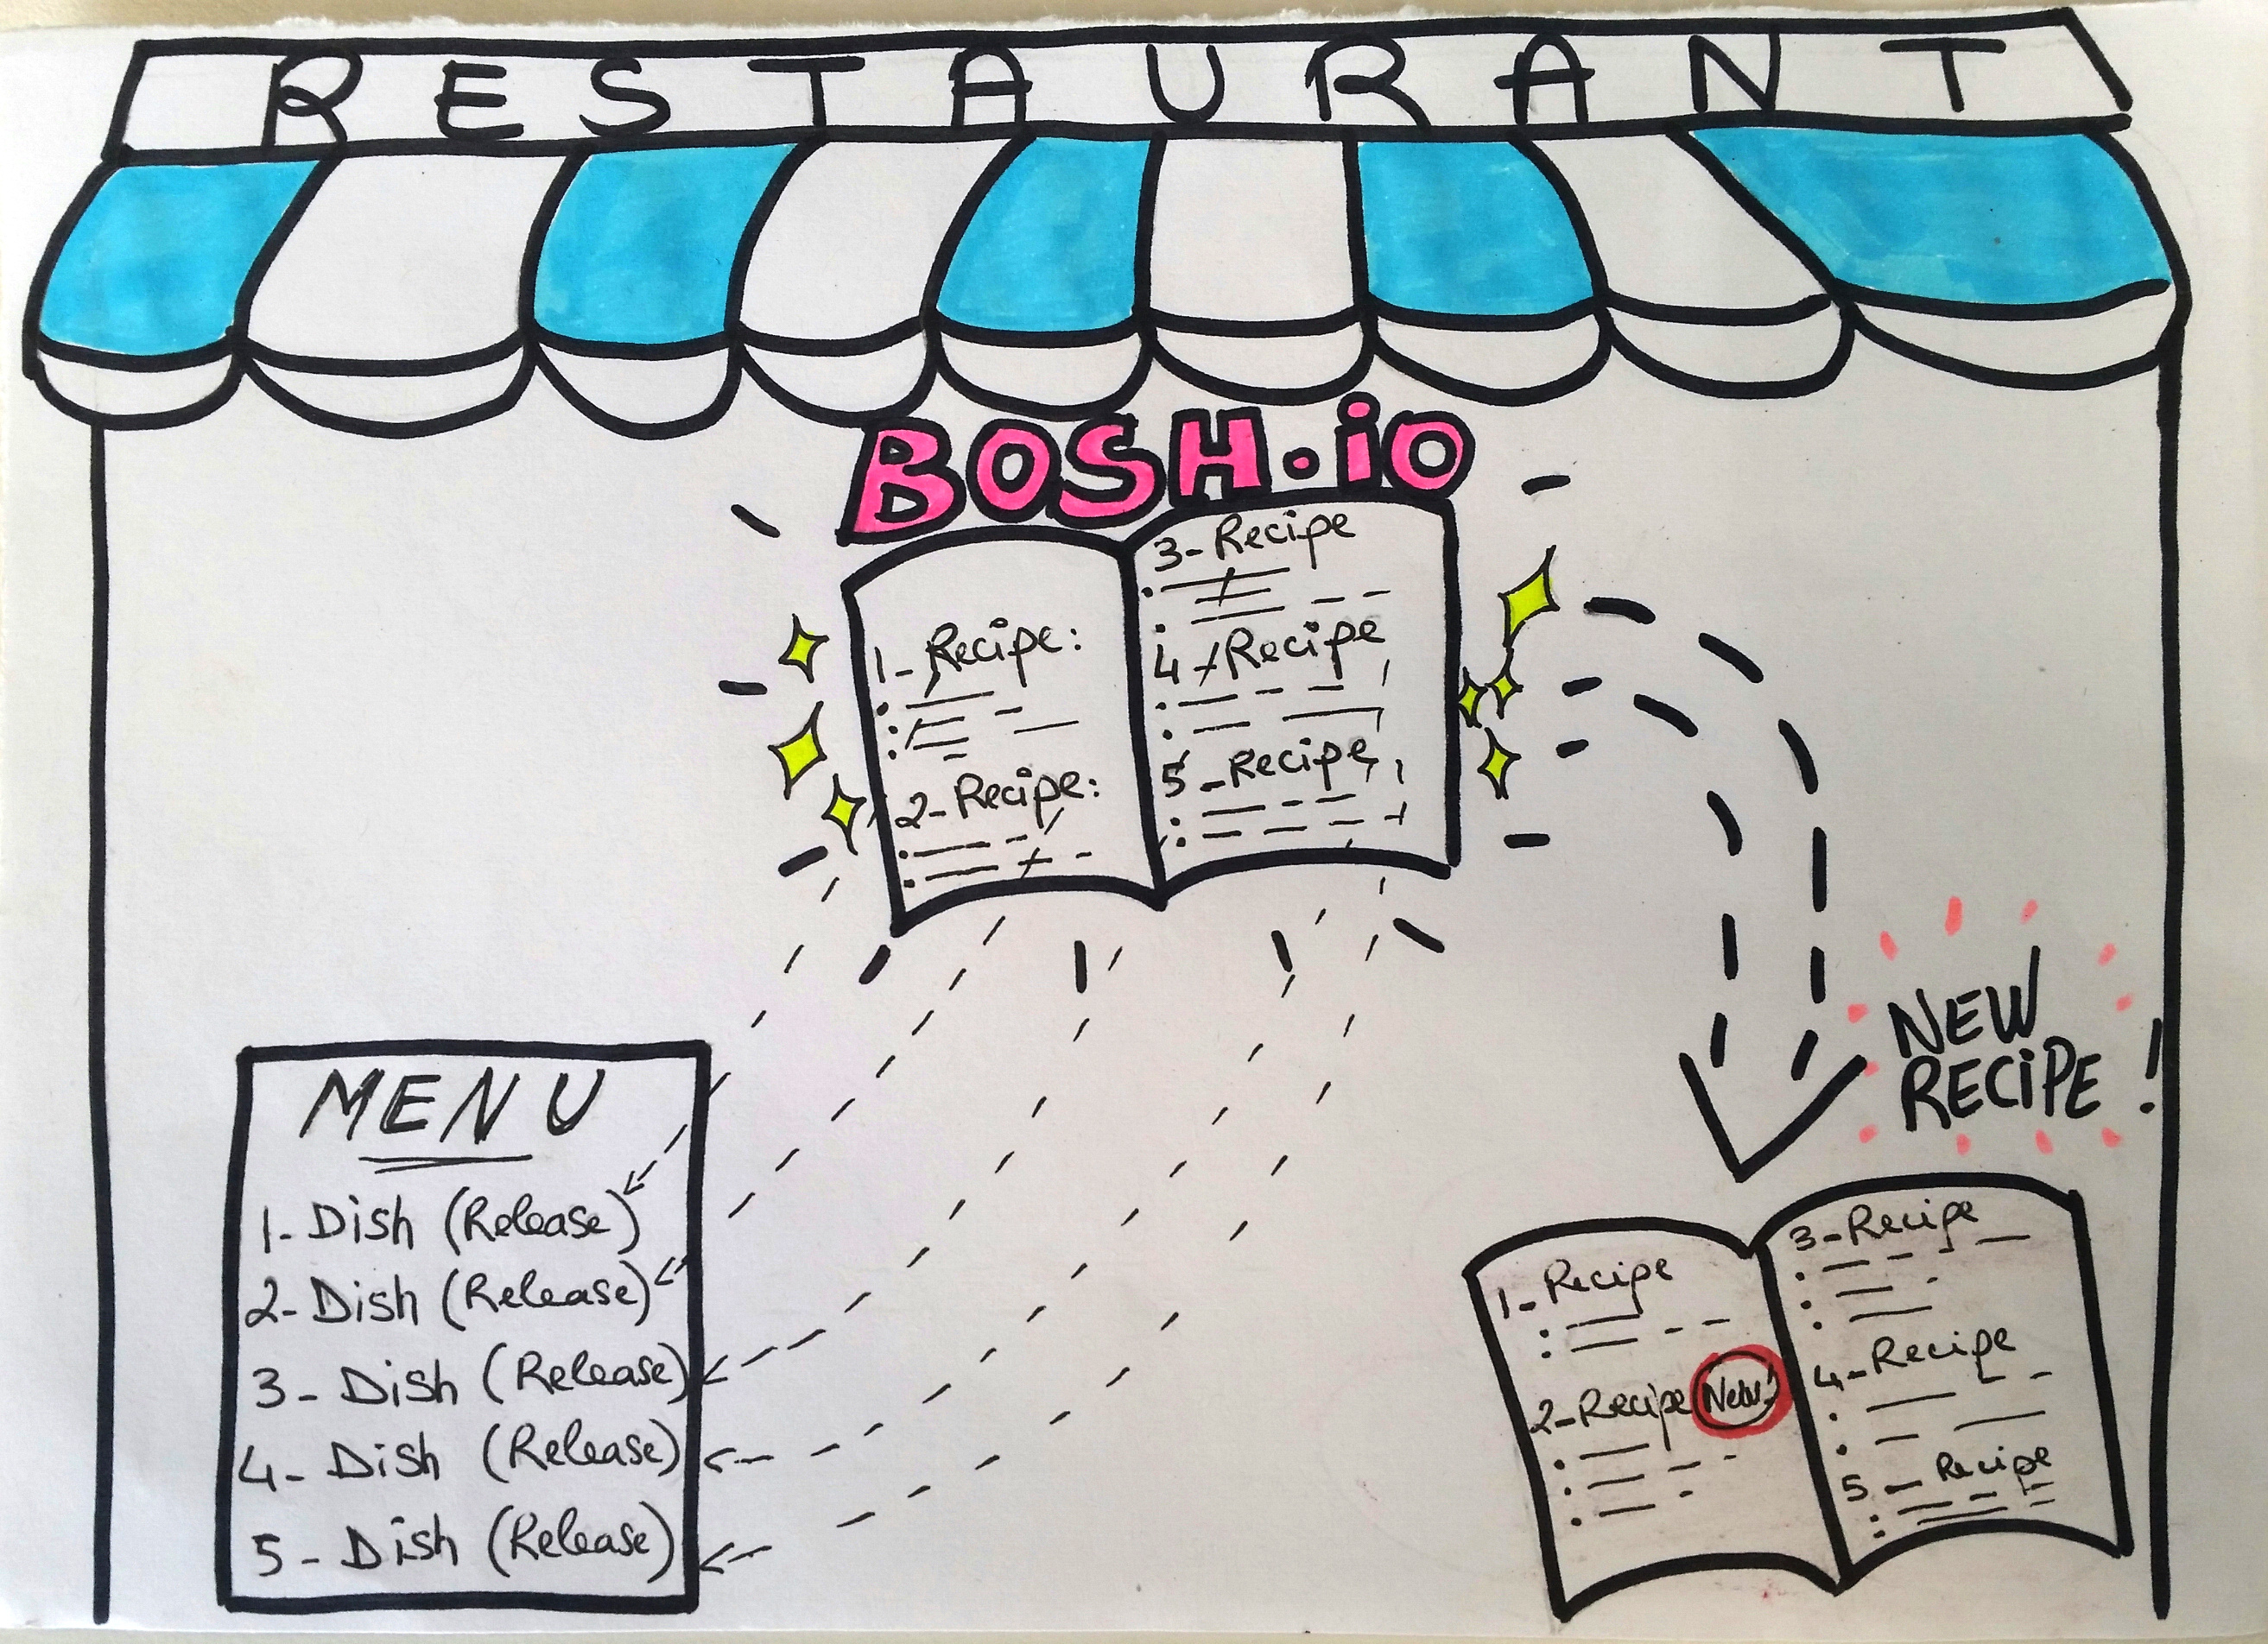 RESTAURANT
BOSH.iO
1- Recipe:
2- Recipe:
3- Recipe
4- Recipe
5- Recipe
NEW
RECiPE!
MENU
1- Dish (Release)
2- Dish (Release)
3- Dish (Release)
4- Dish (Release)
5- Dish (Release)
1- Recipe
2- Recipe New!
3- Recipe
4- Recipe
5- Recipe